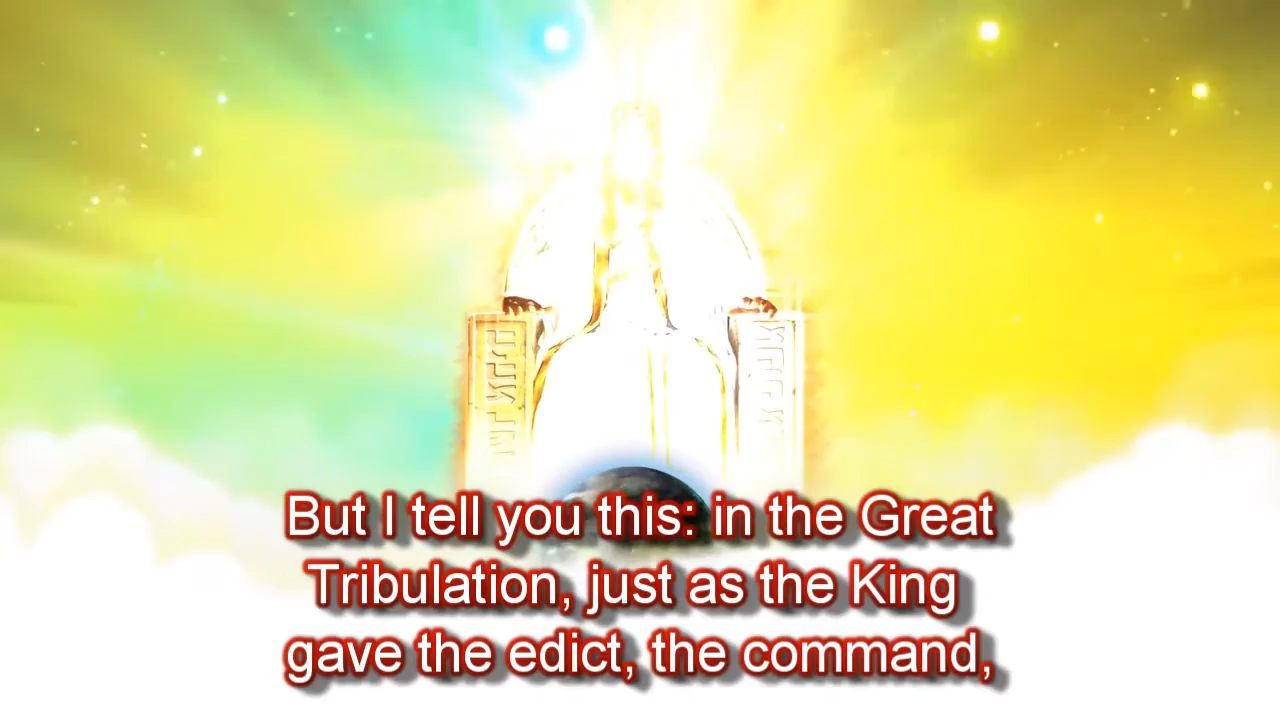 But I tell you this: in the Great
Tribulation, just as the King
gave the edict, the command,